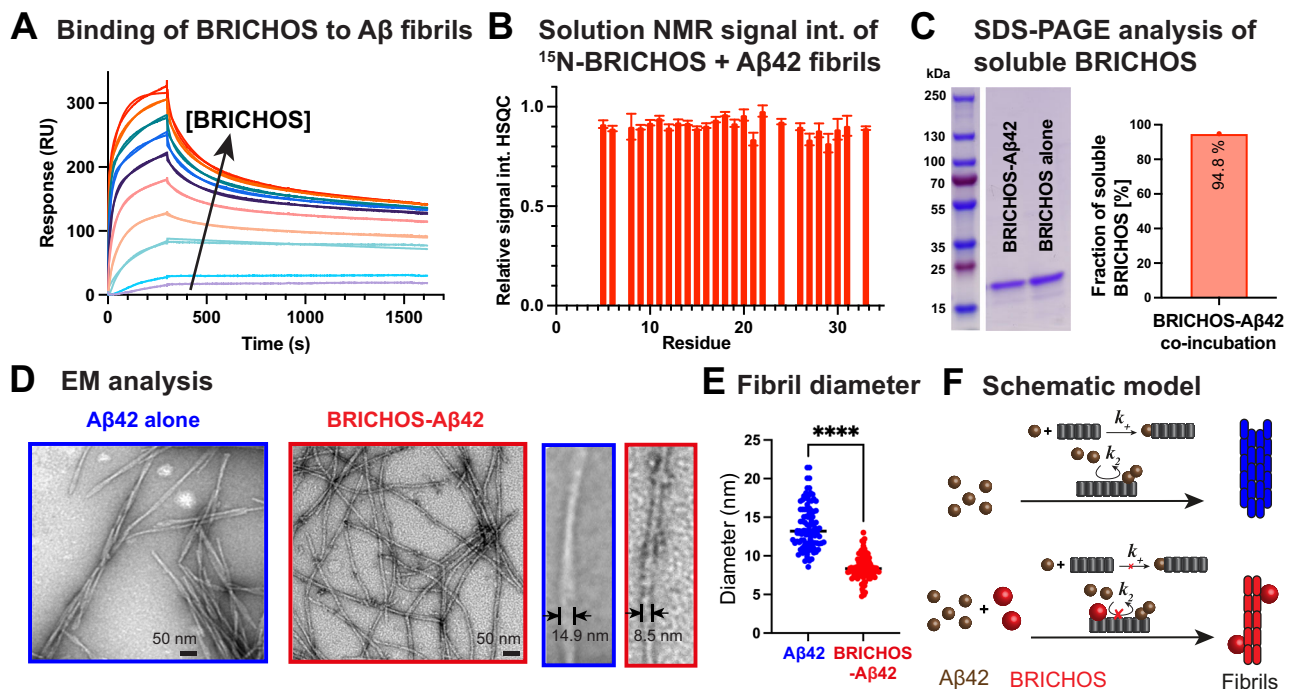 A Binding of BRICHOS to Aβ fibrils
300
200
100
0
Response (RU)
[BRICHOS]
500
1000
1500
Time (s)
B Solution NMR signal int. of
¹⁵N-BRICHOS + Aβ42 fibrils
1.0
0.5
0.0
Relative signal int. HSQC
10
20
30
Residue
C SDS-PAGE analysis of
soluble BRICHOS
kDa
250
130
100
70
55
35
25
15
BRICHOS-Aβ42
BRICHOS alone
Fraction of soluble
BRICHOS [%]
100
80
60
40
20
0
94.8 %
BRICHOS-Aβ42
co-incubation
D EM analysis
Aβ42 alone
BRICHOS-Aβ42
50 nm
50 nm
14.9 nm
8.5 nm
E Fibril diameter
****
25
20
15
10
5
0
Diameter (nm)
Aβ42
BRICHOS
-Aβ42
F Schematic model
+
k+
k2
+
k+
x
k2
x
+
Aβ42
BRICHOS
Fibrils